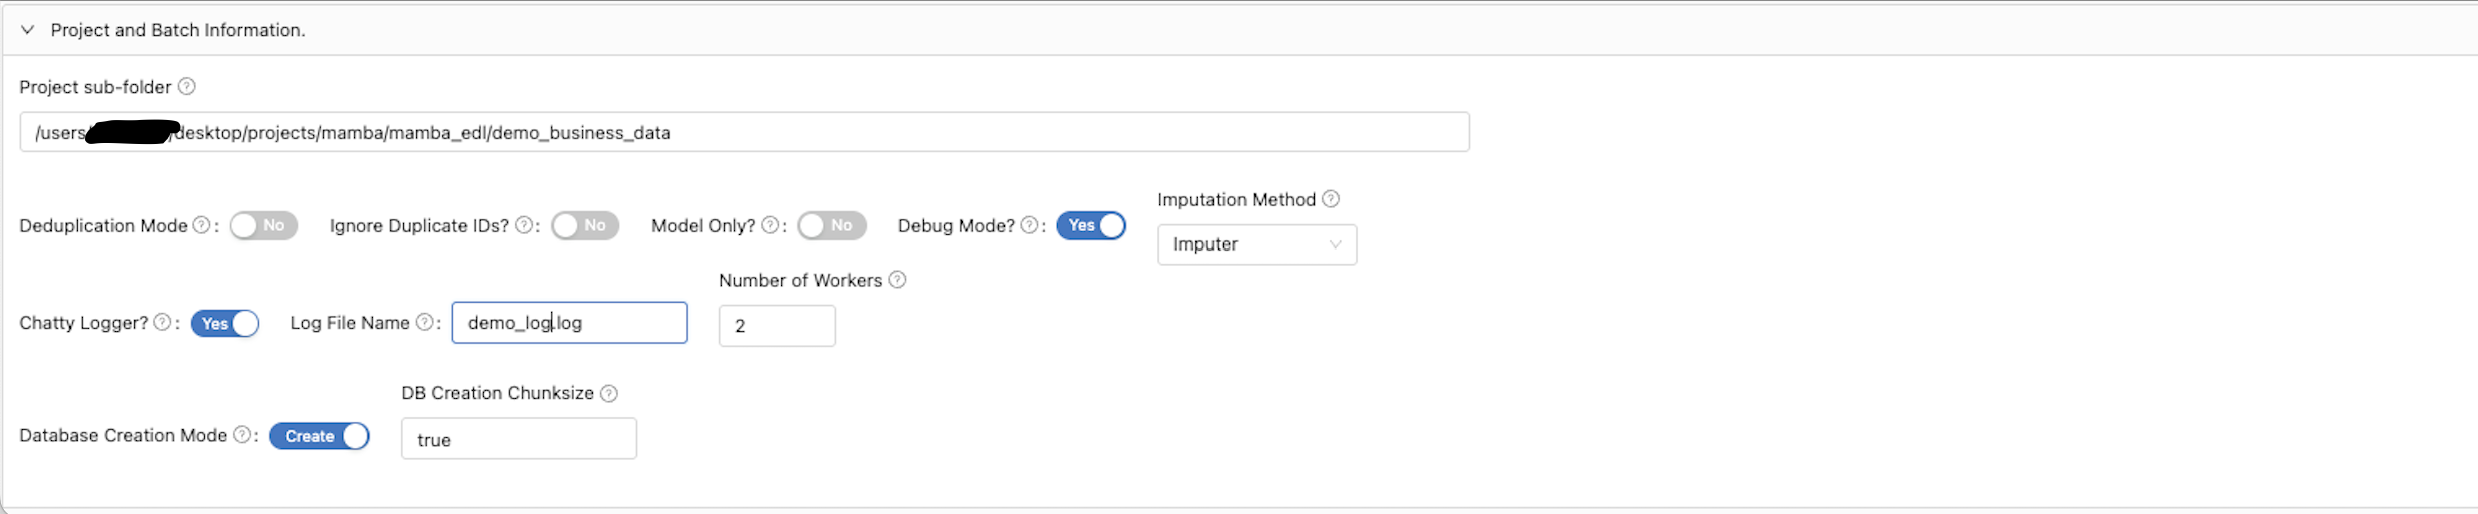 Project and Batch Information.
Project sub-folder
/users/ /desktop/projects/mamba/mamba_edl/demo_business_data
Imputation Method
Deduplication Mode : No Ignore Duplicate IDs? : No Model Only? : No Debug Mode? : Yes
Imputer
Number of Workers
Chatty Logger? : Yes Log File Name : demo_log.log
2
DB Creation Chunksize
Database Creation Mode : Create
true